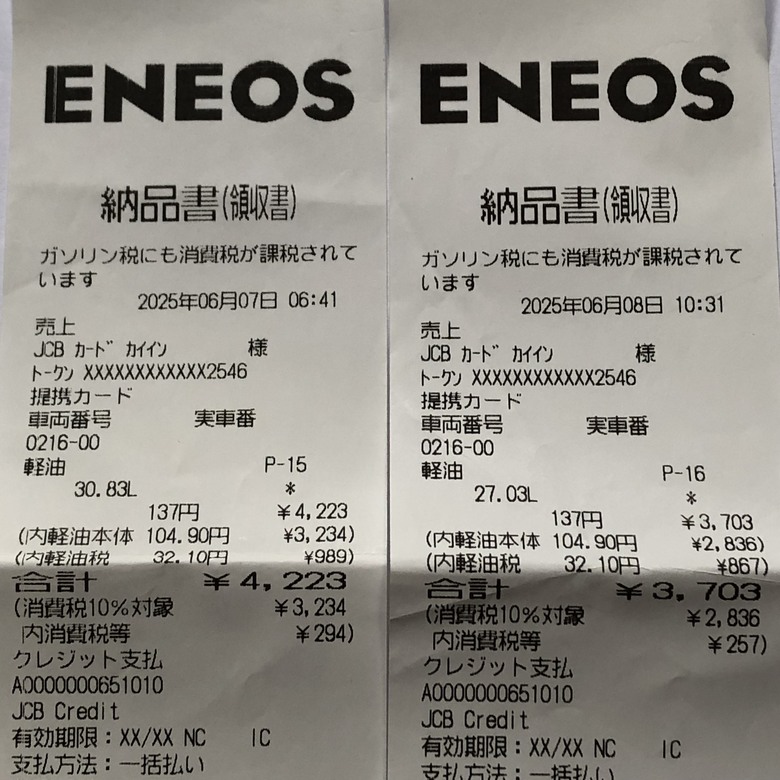 ENEOS
納品書(領収書)
ガソリン税にも消費税が課税されて
います
2025年06月07日 06:41
売上
JCB カード カイイン 様
トークン XXXXXXXXXXXX2546
提携カード
車両番号 実車番
0216-00
軽油 P-15
30.83L *
137円 ¥4,223
(内軽油本体 104.90円 ¥3,234)
(内軽油税 32.10円 ¥989)
合計 ¥4,223
(消費税10%対象 ¥3,234
内消費税等 ¥294)
クレジット支払
A0000000651010
JCB Credit
有効期限:XX/XX NC IC
支払方法:一括払い
ENEOS
納品書(領収書)
ガソリン税にも消費税が課税されて
います
2025年06月08日 10:31
売上
JCB カード カイイン 様
トークン XXXXXXXXXXXX2546
提携カード
車両番号 実車番
0216-00
軽油 P-16
27.03L *
137円 ¥3,703
(内軽油本体 104.90円 ¥2,836)
(内軽油税 32.10円 ¥867)
合計 ¥3,703
(消費税10%対象 ¥2,836
内消費税等 ¥257)
クレジット支払
A0000000651010
JCB Credit
有効期限:XX/XX NC IC
支払方法:一括払い